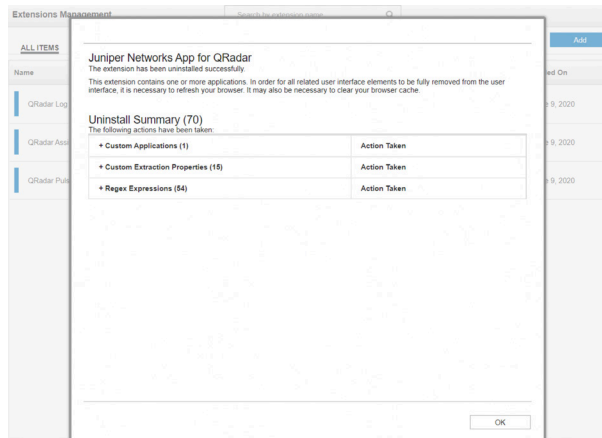 Extensions Management
Search by extension name
ALL ITEMS
Add
Name
ed On
QRadar Log
9, 2020
QRadar Assi
9, 2020
QRadar Puls
9, 2020
Juniper Networks App for QRadar
The extension has been uninstalled successfully.
This extension contains one or more applications. In order for all related user interface elements to be fully removed from the user
interface, it is necessary to refresh your browser. It may also be necessary to clear your browser cache.
Uninstall Summary (70)
The following actions have been taken:
+ Custom Applications (1) Action Taken
+ Custom Extraction Properties (15) Action Taken
+ Regex Expressions (54) Action Taken
OK